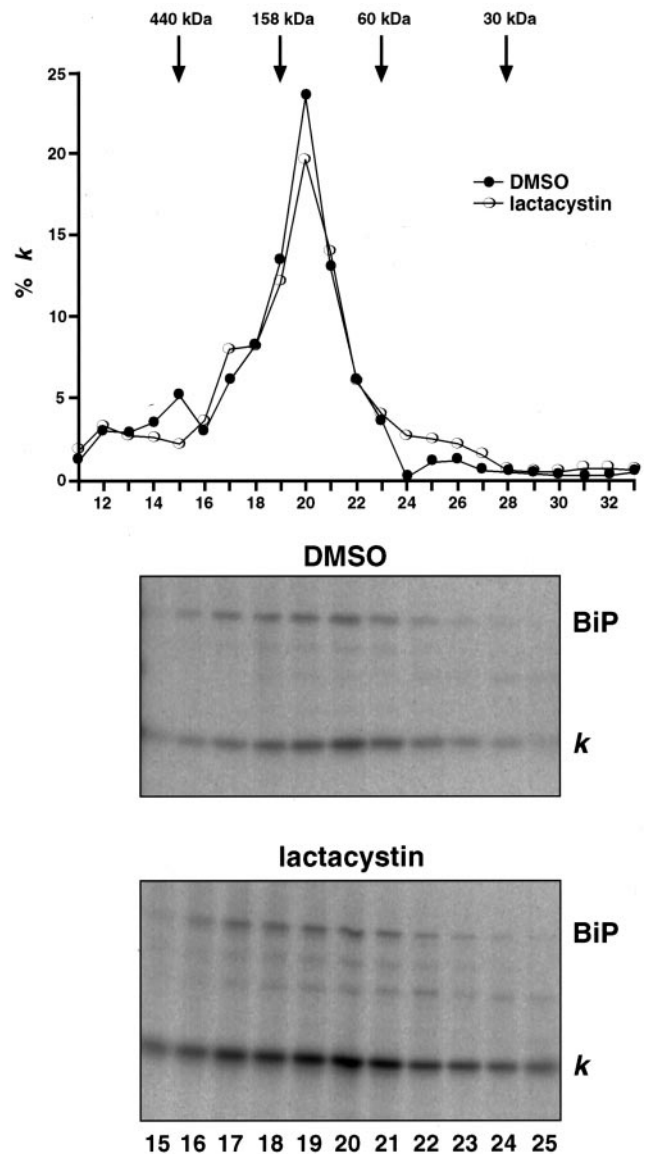 440 kDa 158 kDa 60 kDa 30 kDa
25
20
15
10
5
0
% k
DMSO
lactacystin
12 14 16 18 20 22 24 26 28 30 32
DMSO
BiP
k
lactacystin
BiP
k
15 16 17 18 19 20 21 22 23 24 25